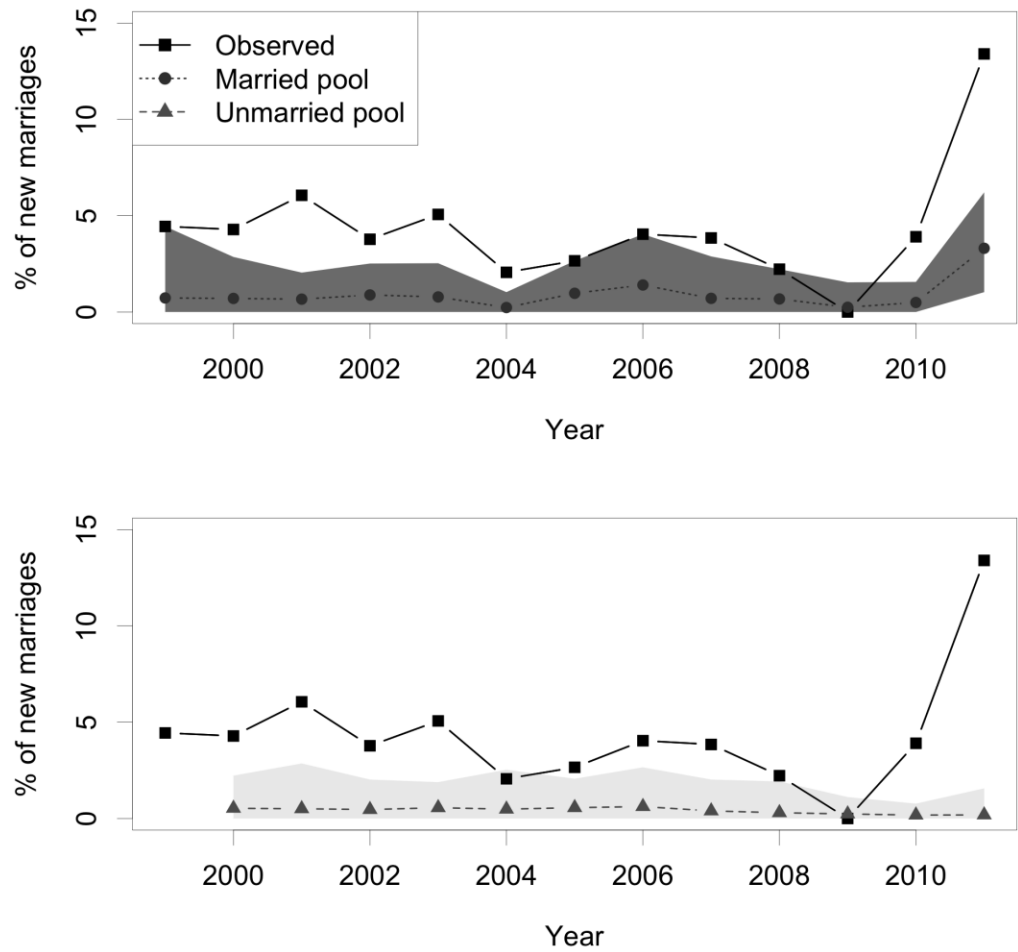 % of new marriages
15
10
5
0
Observed
Married pool
Unmarried pool
2000 2002 2004 2006 2008 2010
Year
% of new marriages
15
10
5
0
2000 2002 2004 2006 2008 2010
Year